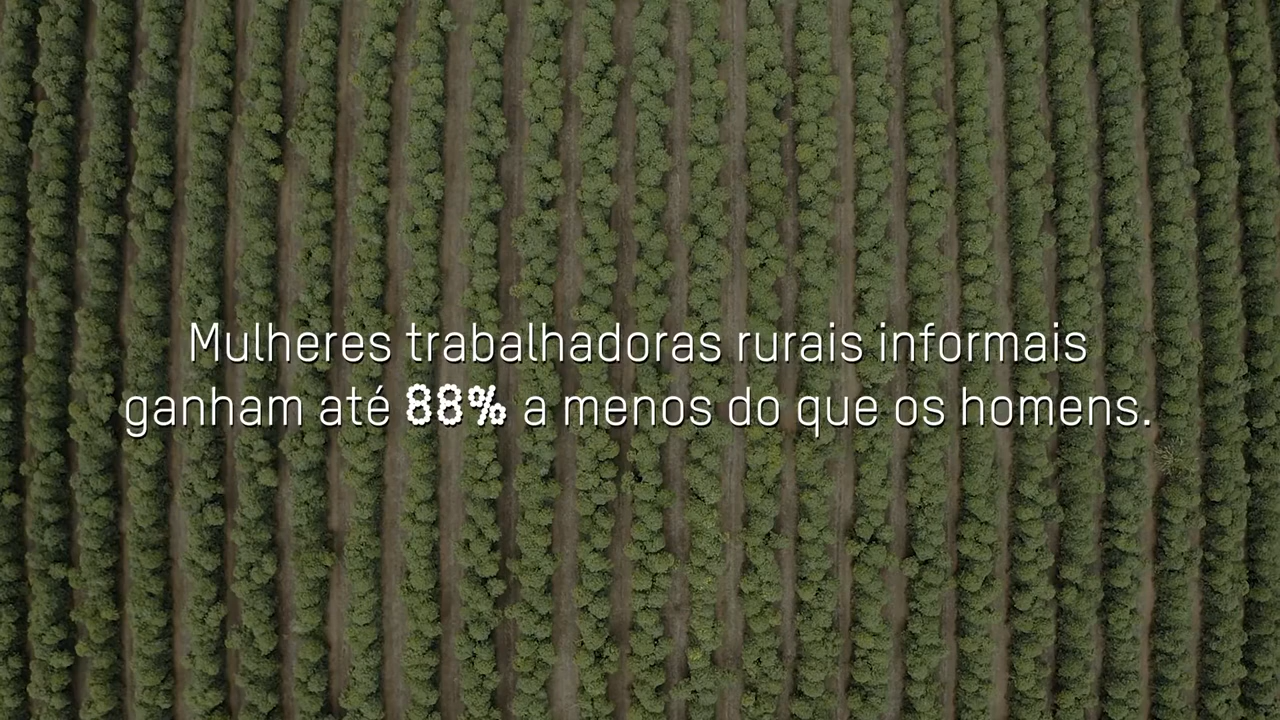 Mulheres trabalhadoras rurais informais
ganham até 88% a menos do que os homens.